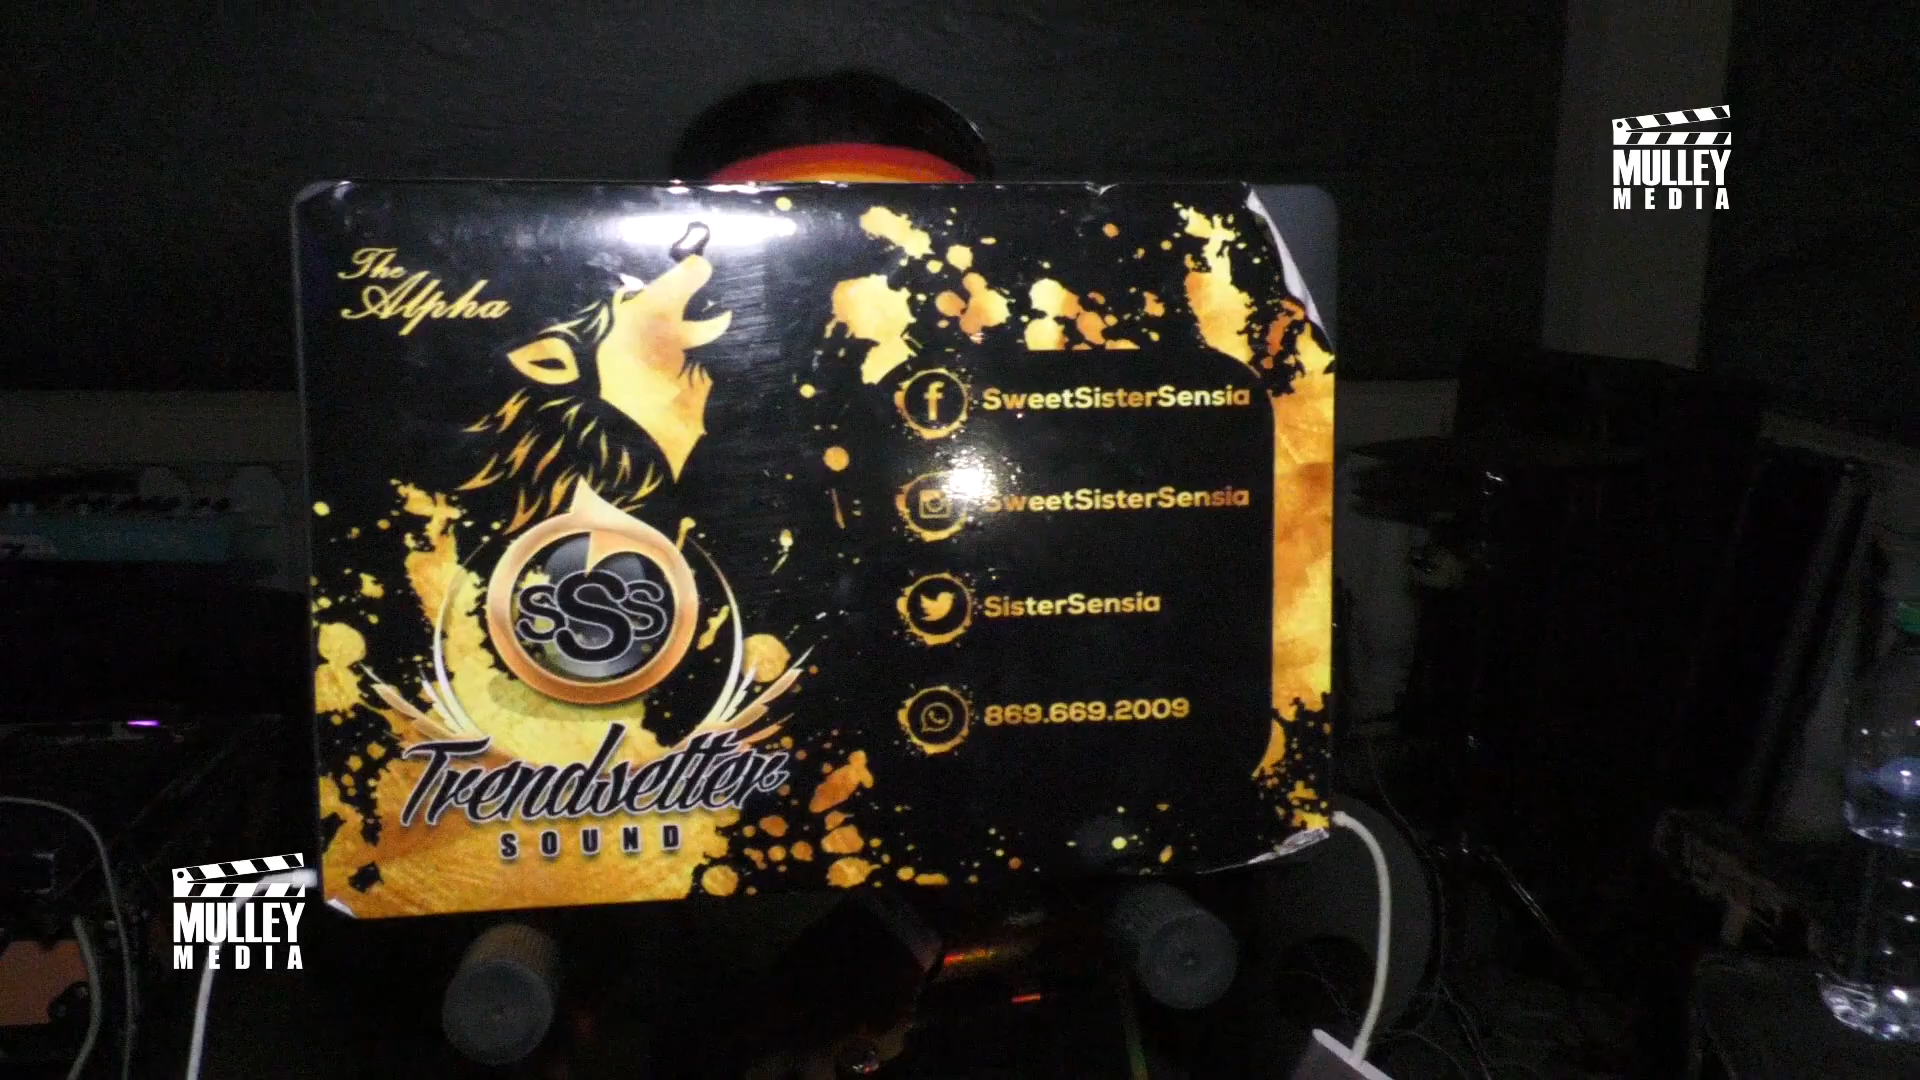 MULLEY
MEDIA
The
Alpha
SweetSisterSensia
SweetSisterSensia
SisterSensia
869.669.2009
SSS
Trendsetter
SOUND
MULLEY
MEDIA